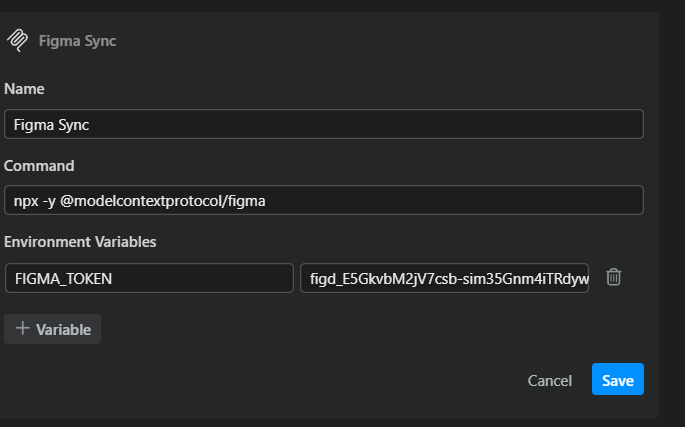 Figma Sync
Name
Figma Sync
Command
npx -y @modelcontextprotocol/figma
Environment Variables
FIGMA_TOKEN figd_E5GkvbM2jV7csb-sim35Gnm4iTRdyw
+ Variable
Cancel Save